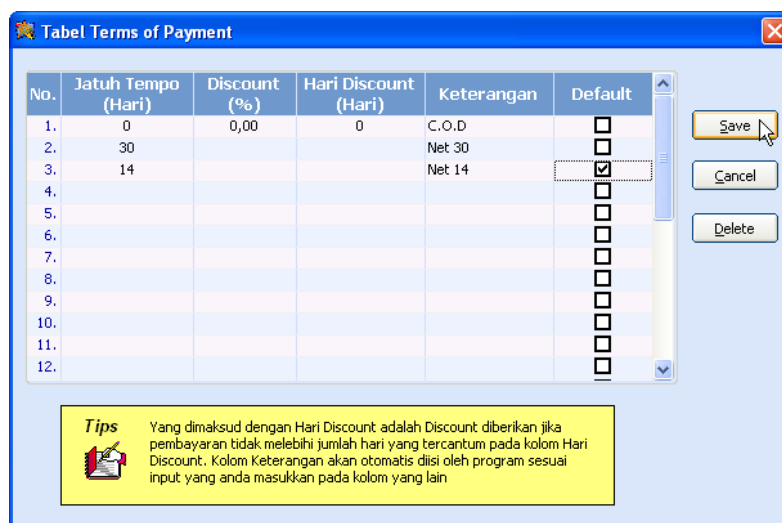 Tabel Terms of Payment
No. Jatuh Tempo (Hari) Discount (%) Hari Discount (Hari) Keterangan Default
1. 0 0,00 0 C.O.D
2. 30 Net 30
3. 14 Net 14
4.
5.
6.
7.
8.
9.
10.
11.
12.
Save
Cancel
Delete
Tips
Yang dimaksud dengan Hari Discount adalah Discount diberikan jika
pembayaran tidak melebihi jumlah hari yang tercantum pada kolom Hari
Discount. Kolom Keterangan akan otomatis diisi oleh program sesuai
input yang anda masukkan pada kolom yang lain